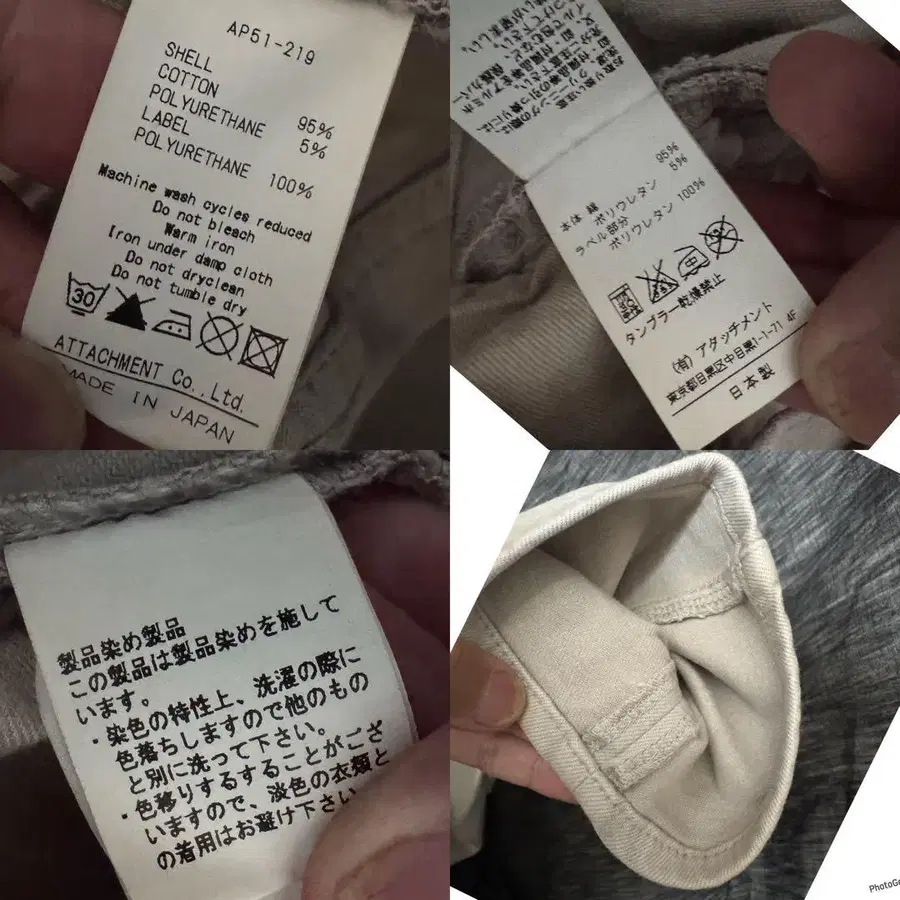 AP51-219
SHELL
COTTON 95%
POLYURETHANE 5%
LABEL
POLYURETHANE 100%
Machine wash cycles reduced
Do not bleach
Warm iron
Iron under damp cloth
Do not dryclean
Do not tumble dry
30
ATTACHMENT Co.,Ltd.
MADE IN JAPAN
本体 綿 95%
ポリウレタン 5%
ラベル部分
ポリウレタン 100%
タンブラー乾燥禁止
(有) アタッチメント
東京都目黒区中目黒1-1-71 4F
日本製
製品染め製品
この製品は製品染めを施して
います。
・染色の特性上、洗濯の際に
色落ちしますので他のもの
と別に洗って下さい。
・色移りするすることがござ
いますので、淡色の衣類と
の着用はお避け下さい